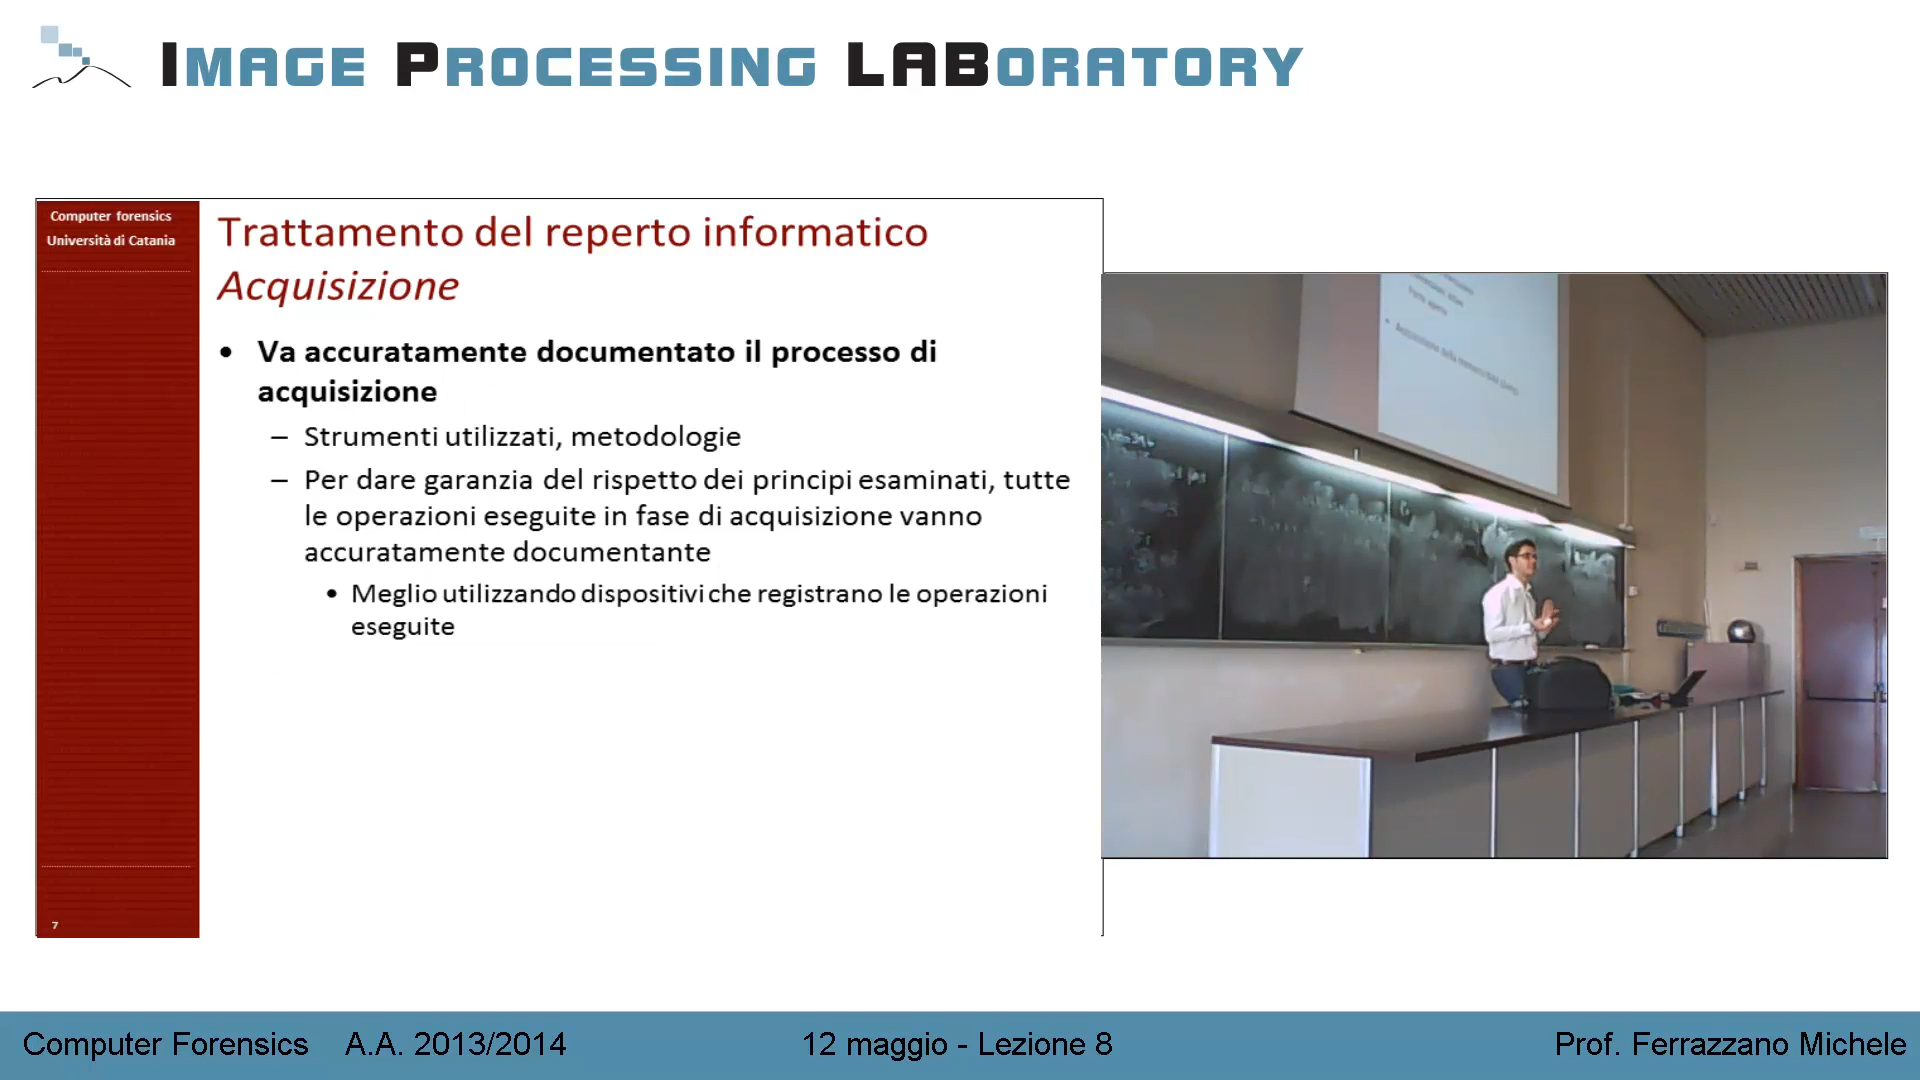 IMAGE PROCESSING LABORATORY
Computer forensics
Università di Catania
Trattamento del reperto informatico
Acquisizione
• Va accuratamente documentato il processo di
acquisizione
– Strumenti utilizzati, metodologie
– Per dare garanzia del rispetto dei principi esaminati, tutte
le operazioni eseguite in fase di acquisizione vanno
accuratamente documentante
• Meglio utilizzando dispositivi che registrano le operazioni
eseguite
7
Computer Forensics A.A. 2013/2014 12 maggio - Lezione 8 Prof. Ferrazzano Michele